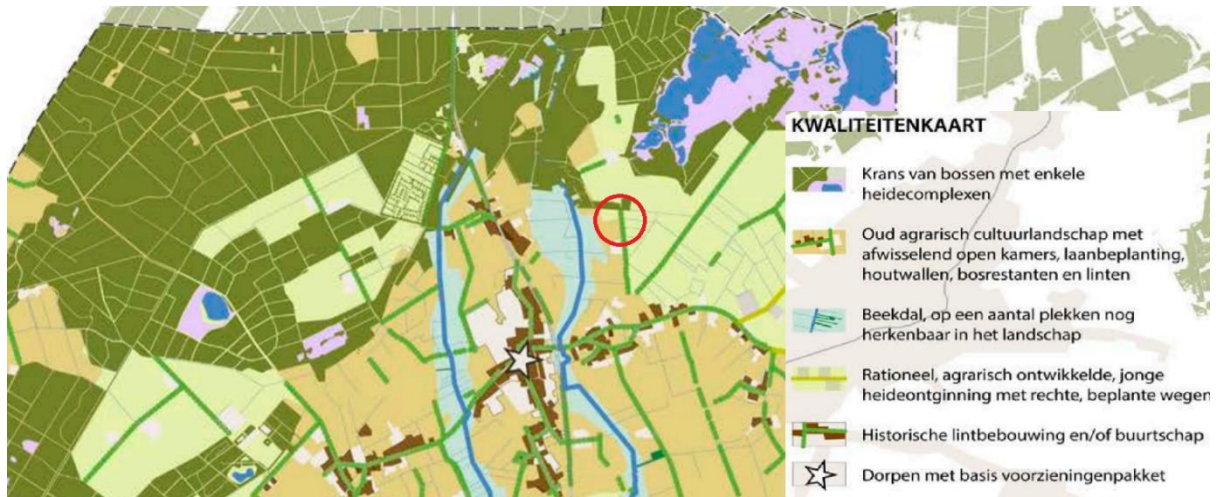 KWALITEITENKAART
Krans van bossen met enkele
heidecomplexen
Oud agrarisch cultuurlandschap met
afwisselend open kamers, laanbeplanting,
houtwallen, bosrestanten en linten
Beekdal, op een aantal plekken nog
herkenbaar in het landschap
Rationeel, agrarisch ontwikkelde, jonge
heideontginning met rechte, beplante wegen
Historische lintbebouwing en/of buurtschap
Dorpen met basis voorzieningenpakket